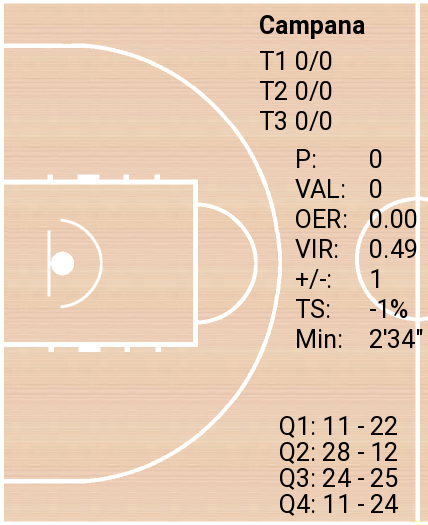 Campana
T1 0/0
T2 0/0
T3 0/0
P: 0
VAL: 0
OER: 0.00
VIR: 0.49
+/-: 1
TS: -1%
Min: 2'34"
Q1: 11 - 22
Q2: 28 - 12
Q3: 24 - 25
Q4: 11 - 24